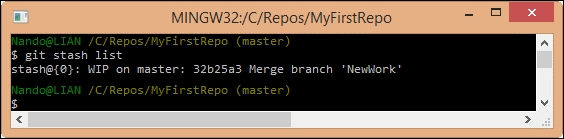 MINGW32:/C/Repos/MyFirstRepo
Nando@LIAN /C/Repos/MyFirstRepo (master)
$ git stash list
stash@{0}: WIP on master: 32b25a3 Merge branch 'NewWork'
Nando@LIAN /C/Repos/MyFirstRepo (master)
$